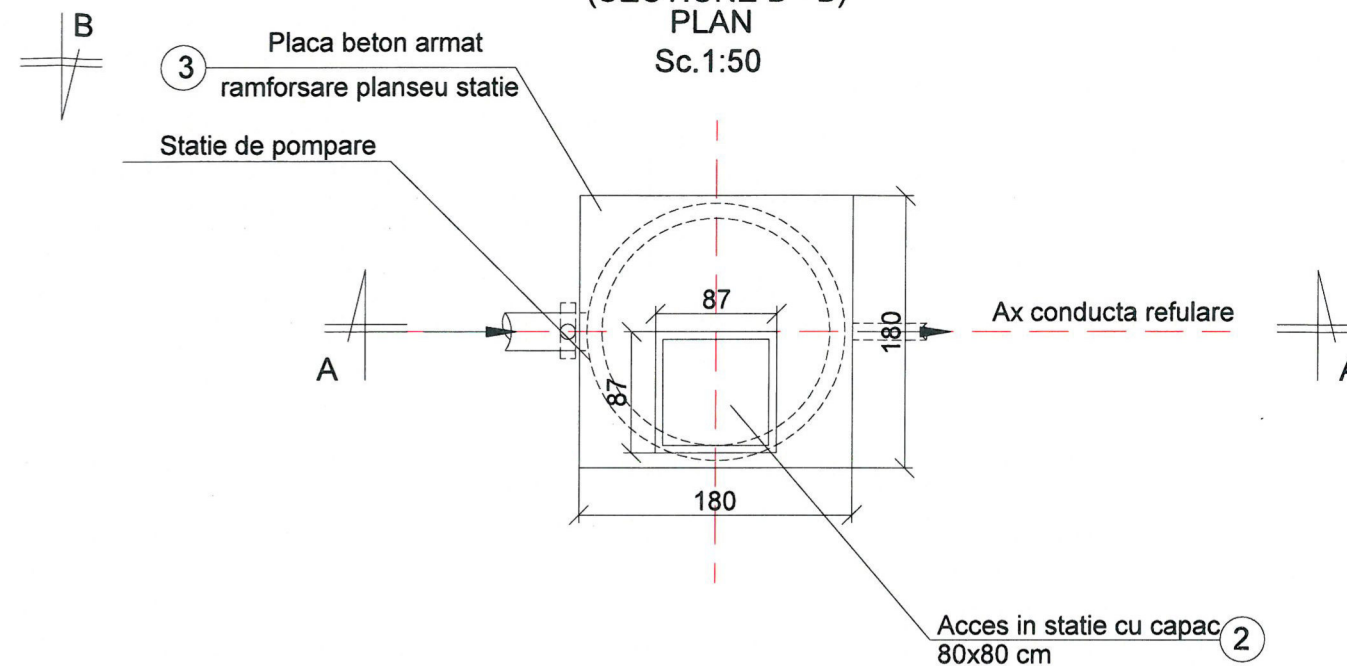 PLAN
Sc.1:50
B
3
Placa beton armat
ramforsare planseu statie
Statie de pompare
87
87
180
180
Ax conducta refulare
A
Acces in statie cu capac
80x80 cm
2